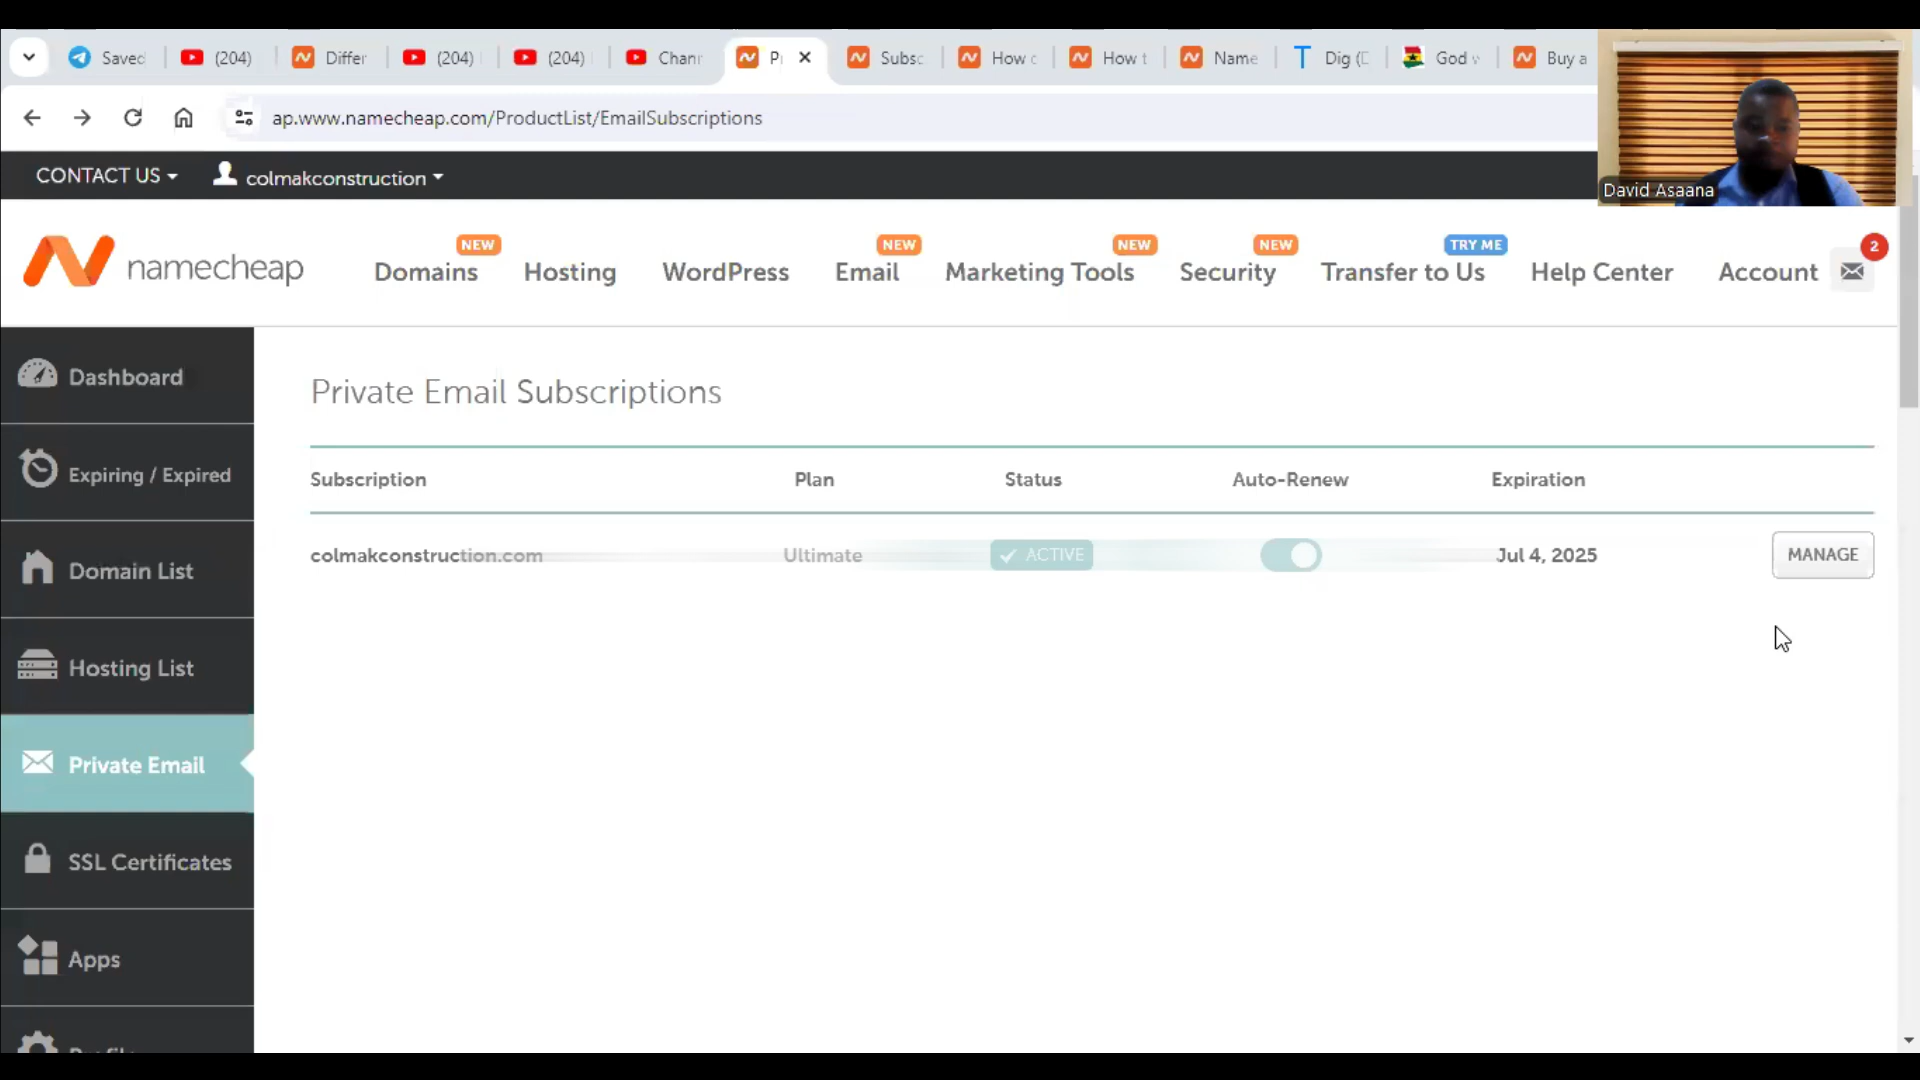 Saved
(204)
Differ
(204)
(204)
Chann
Subsc
How
How t
Name
Dig (
God
Buy a
ap.www.namecheap.com/ProductList/EmailSubscriptions
CONTACT US
colmakconstruction
David Asaana
NEW
NEW
NEW
NEW
TRY ME
2
namecheap
Domains
Hosting
WordPress
Email
Marketing Tools
Security
Transfer to Us
Help Center
Account
Dashboard
Expiring / Expired
Domain List
Hosting List
Private Email
SSL Certificates
Apps
Private Email Subscriptions
Subscription Plan Status Auto-Renew Expiration
colmakconstruction.com Ultimate ACTIVE Jul 4, 2025 MANAGE